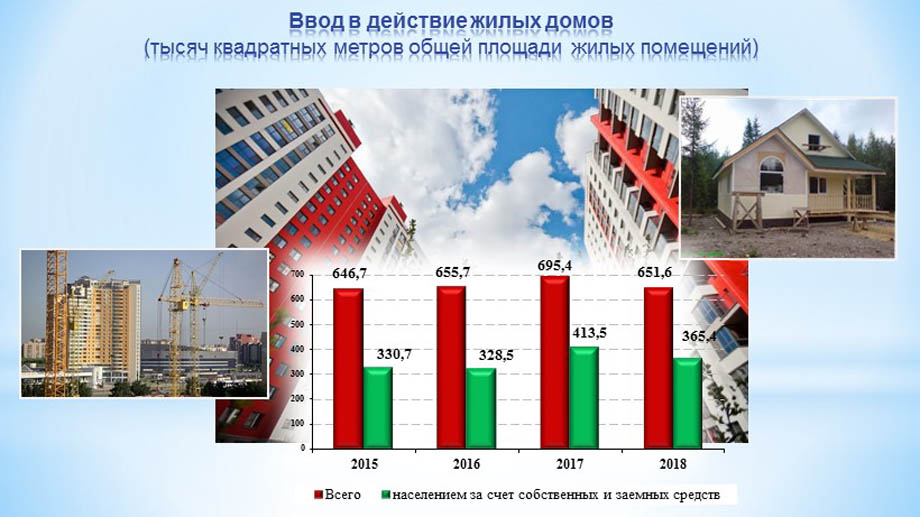 Ввод в действие жилых домов
(тысяч квадратных метров общей площади жилых помещений)
646,7 655,7 695,4 651,6
330,7 328,5 413,5 365,4
700
600
500
400
300
200
100
0
2015 2016 2017 2018
Всего населением за счет собственных и заемных средств